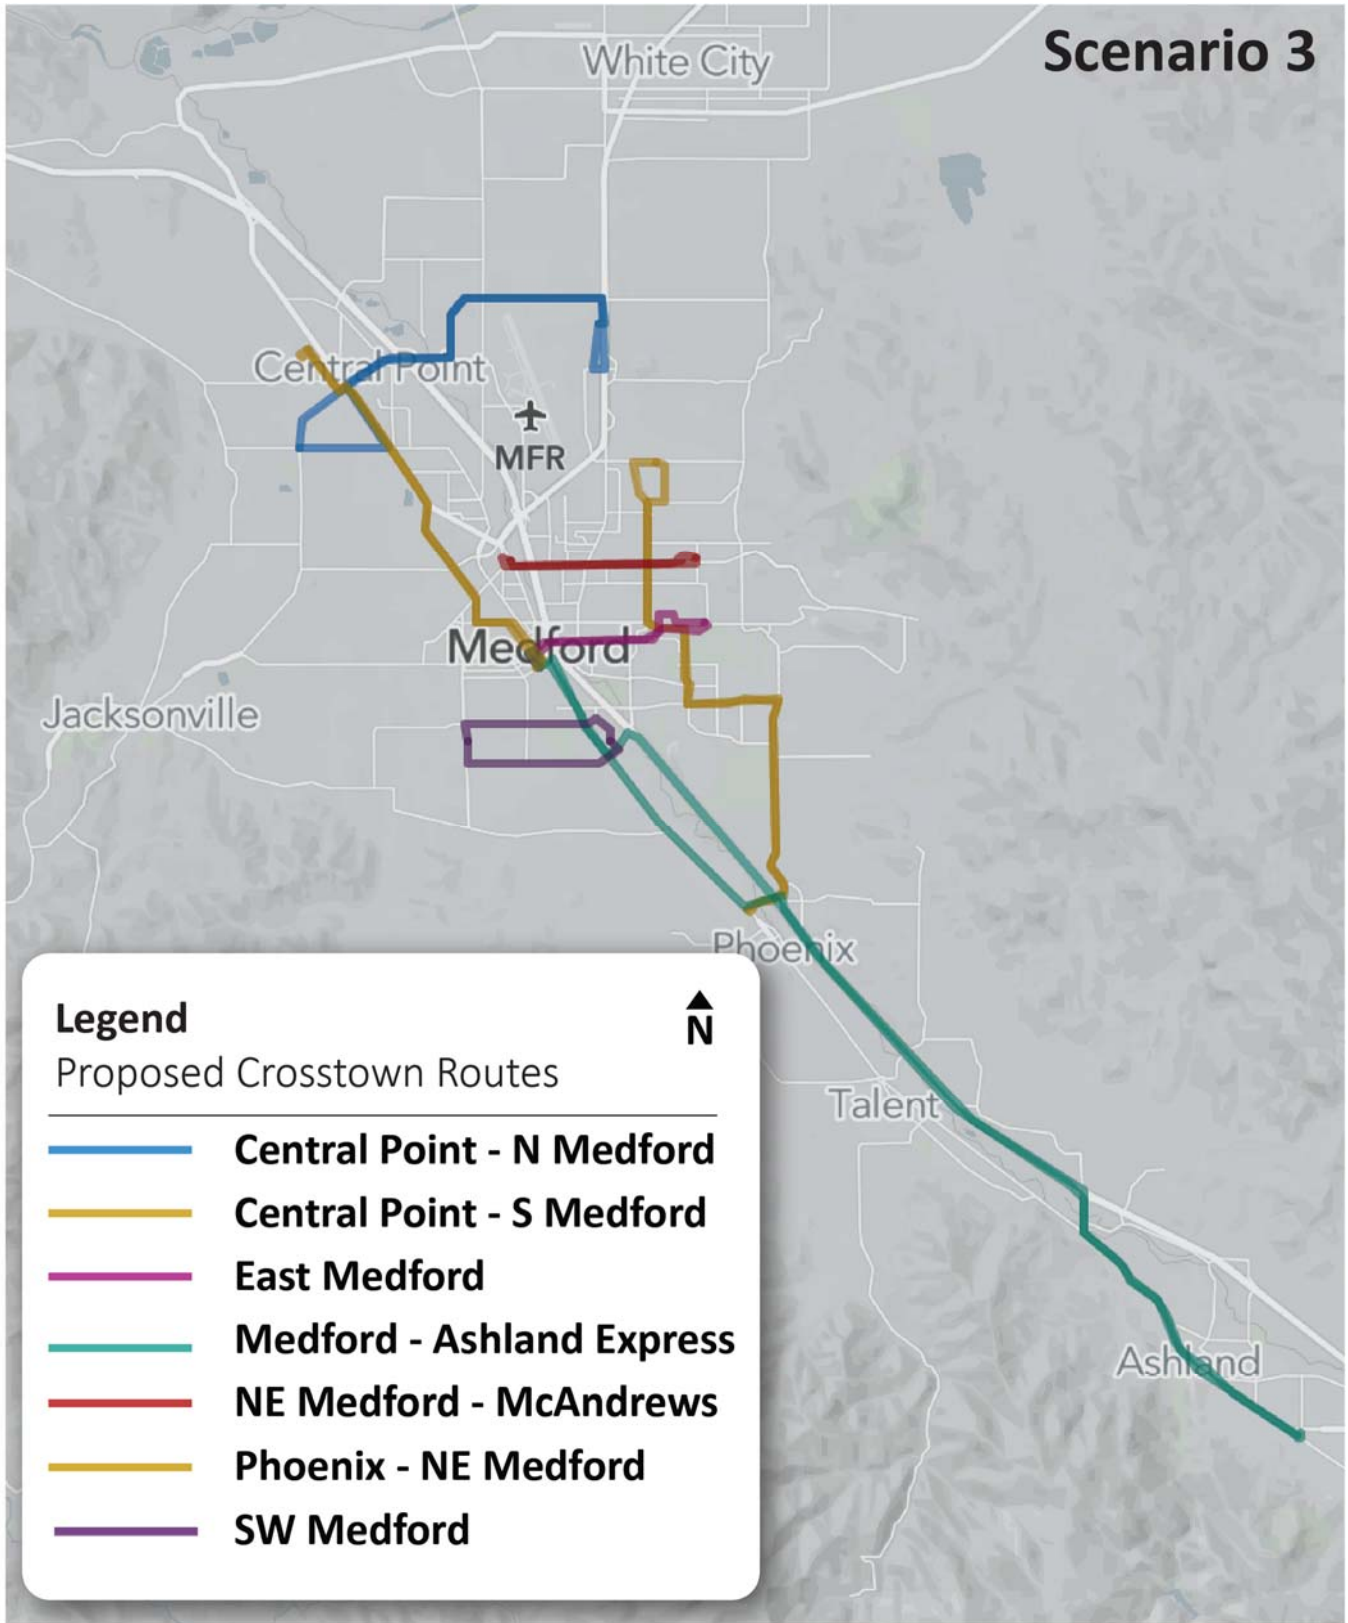 Scenario 3
White City
Central Point
MFR
Medford
Jacksonville
Phoenix
Talent
Ashland
Legend
N
Proposed Crosstown Routes
Central Point - N Medford
Central Point - S Medford
East Medford
Medford - Ashland Express
NE Medford - McAndrews
Phoenix - NE Medford
SW Medford